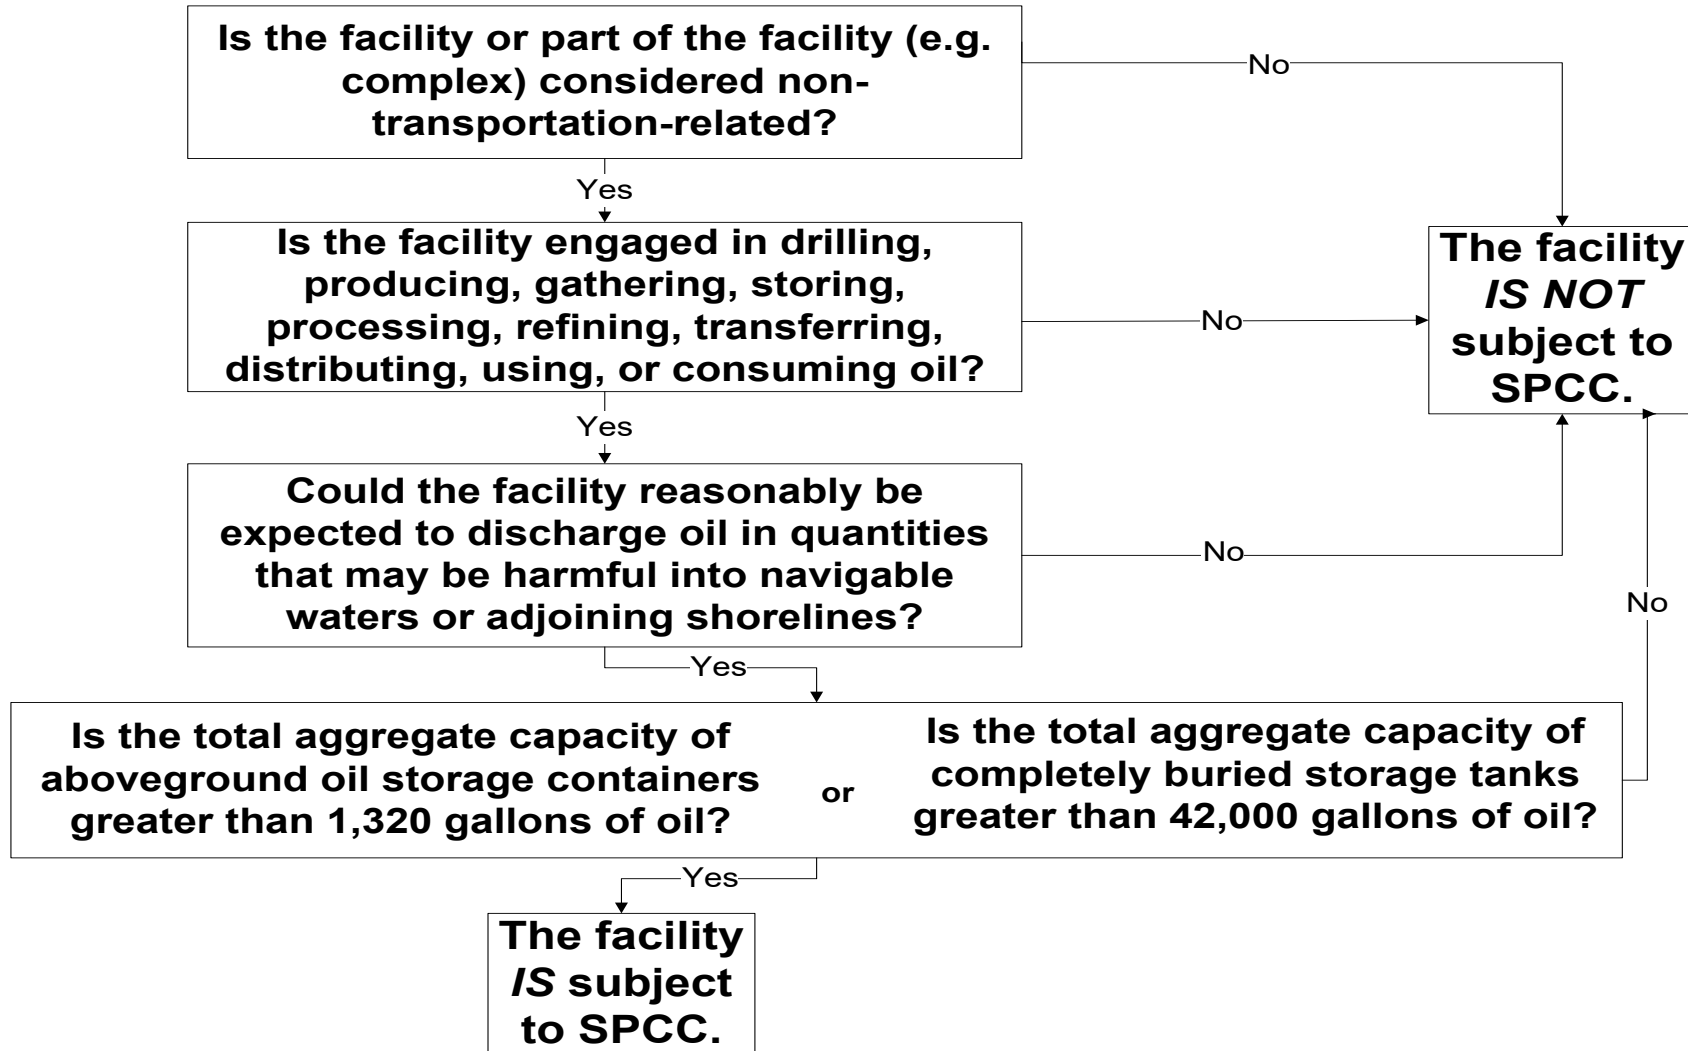 Is the facility or part of the facility (e.g.
complex) considered non-
transportation-related?
No
Yes
Is the facility engaged in drilling,
producing, gathering, storing,
processing, refining, transferring,
distributing, using, or consuming oil?
No
The facility
IS NOT
subject to
SPCC.
Yes
Could the facility reasonably be
expected to discharge oil in quantities
that may be harmful into navigable
waters or adjoining shorelines?
No
No
Yes
Is the total aggregate capacity of
aboveground oil storage containers
greater than 1,320 gallons of oil?
or
Is the total aggregate capacity of
completely buried storage tanks
greater than 42,000 gallons of oil?
Yes
The facility
IS subject
to SPCC.